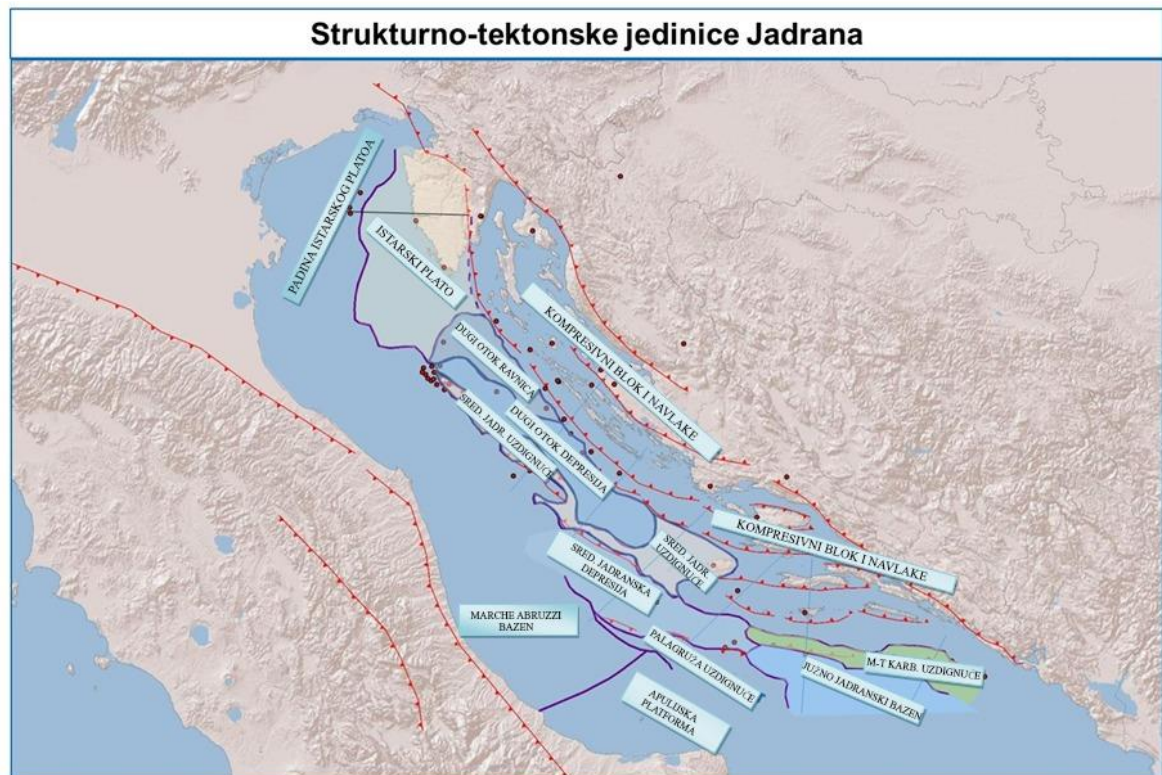 Strukturno-tektonske jedinice Jadrana
PADINA ISTARSKOG PLATOA
ISTARSKI PLATO
KOMPRESIVNI BLOK I NAVLAKE
DUGI OTOK RAVNICA
SRED. JADR. UZDIGNUĆE
DUGI OTOK DEPRESIJA
KOMPRESIVNI BLOK I NAVLAKE
SRED. JADR.
UZDIGNUĆE
SRED. JADRANSKA
DEPRESIJA
MARCHE ABRUZZI
BAZEN
PALAGRUŽA UZDIGNUĆE
M-T KARB. UZDIGNUĆE
JUŽNO JADRANSKI BAZEN
APULIJSKA
PLATFORMA